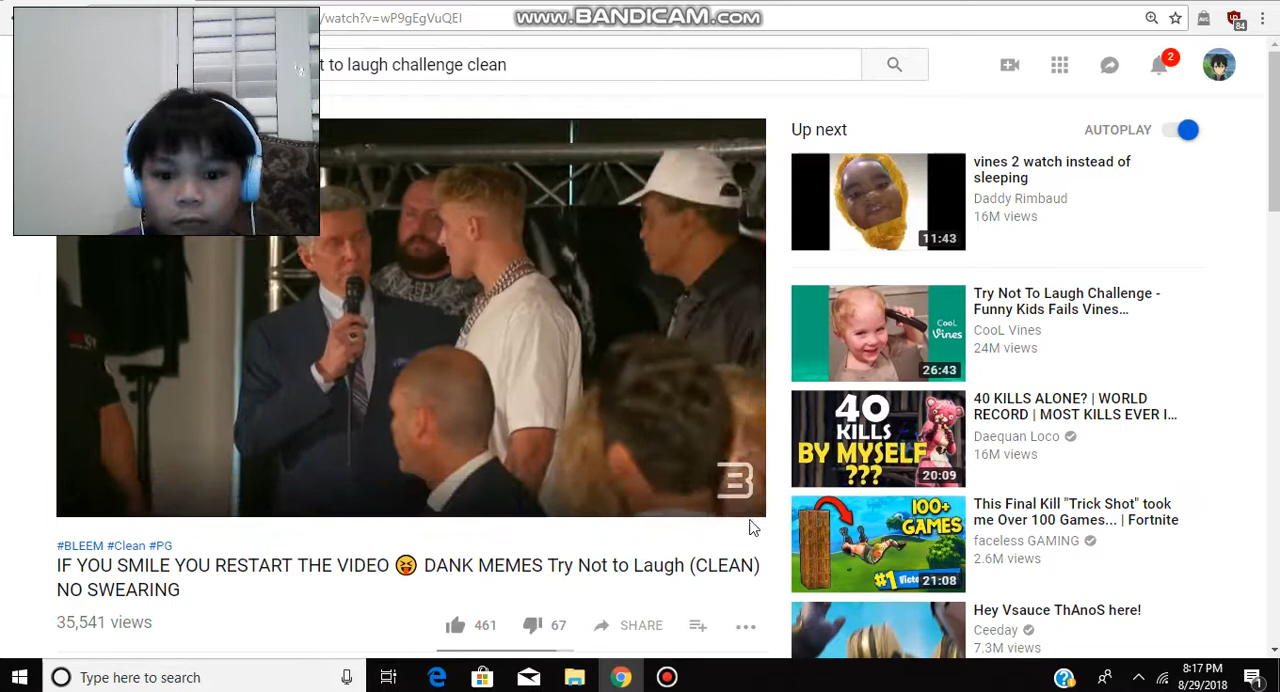 /watch?v=wP9gEgVuQEI
www.BANDICAM.com
84
t to laugh challenge clean
2
Up next
AUTOPLAY
vines 2 watch instead of
sleeping
Daddy Rimbaud
16M views
11:43
Try Not To Laugh Challenge -
Funny Kids Fails Vines...
CooL Vines
24M views
CooL
Vines
26:43
40 KILLS ALONE? | WORLD
RECORD | MOST KILLS EVER I...
Daequan Loco
16M views
40
KILLS
BY MYSELF
???
20:09
This Final Kill "Trick Shot" took
me Over 100 Games... | Fortnite
faceless GAMING
2.6M views
100+
GAMES
#1
21:08
Hey Vsauce ThAnoS here!
Ceeday
7.3M views
B
#BLEEM #Clean #PG
IF YOU SMILE YOU RESTART THE VIDEO 😝 DANK MEMES Try Not to Laugh (CLEAN)
NO SWEARING
35,541 views
461
67
SHARE
Type here to search
8:17 PM
8/29/2018
1